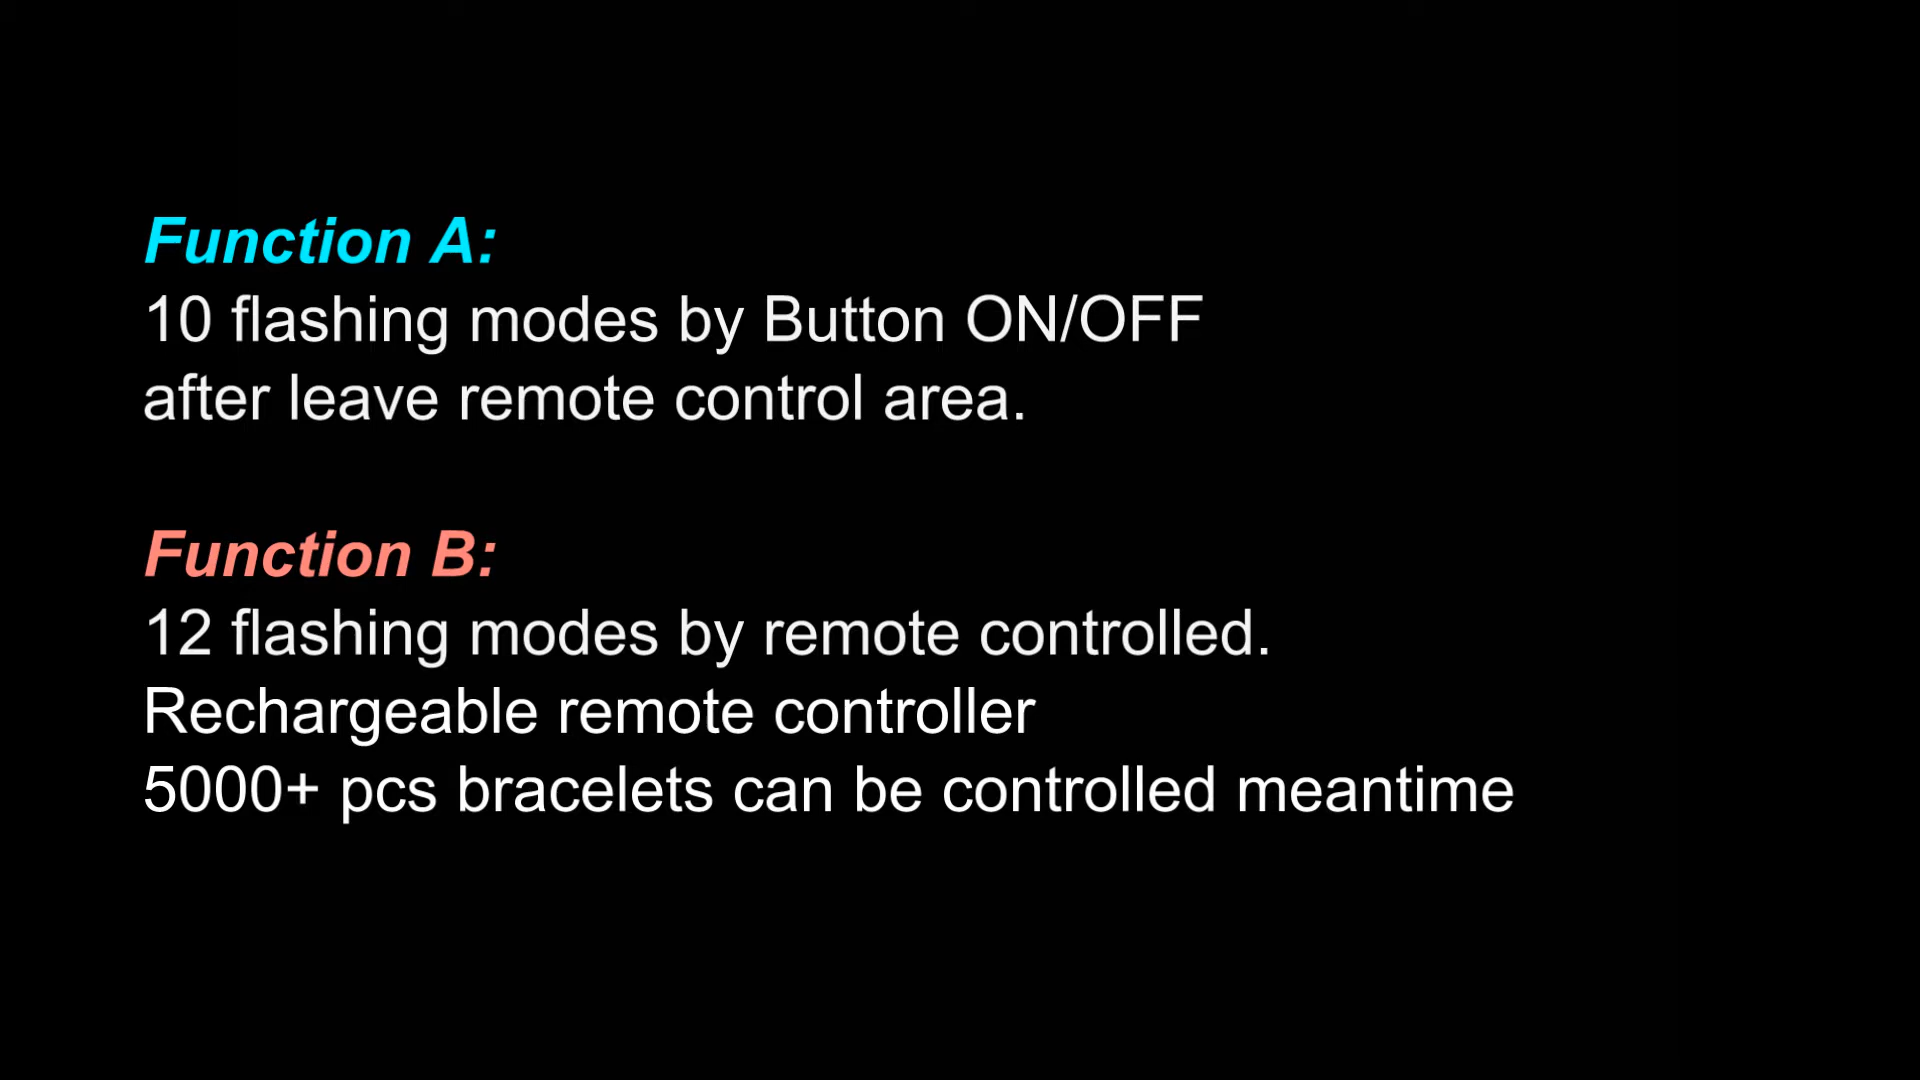 Function A:
10 flashing modes by Button ON/OFF
after leave remote control area.
Function B:
12 flashing modes by remote controlled.
Rechargeable remote controller
5000+ pcs bracelets can be controlled meantime